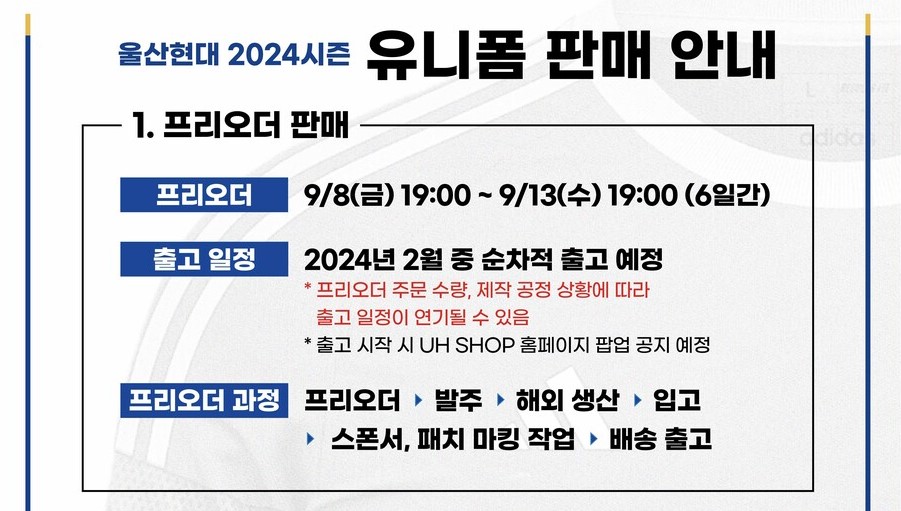 울산현대 2024시즌 유니폼 판매 안내
1. 프리오더 판매
프리오더 9/8(금) 19:00 ~ 9/13(수) 19:00 (6일간)
출고 일정 2024년 2월 중 순차적 출고 예정
* 프리오더 주문 수량, 제작 공정 상황에 따라
출고 일정이 연기될 수 있음
* 출고 시작 시 UH SHOP 홈페이지 팝업 공지 예정
프리오더 과정 프리오더 ▸ 발주 ▸ 해외 생산 ▸ 입고
▸ 스폰서, 패치 마킹 작업 ▸ 배송 출고
L
adidas